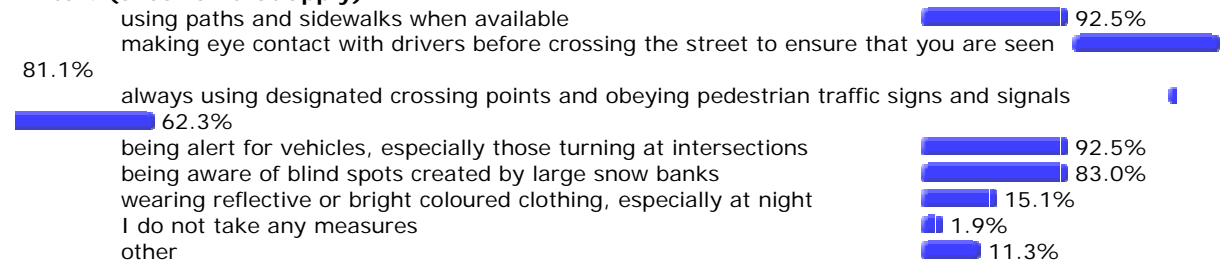 using paths and sidewalks when available 92.5%
making eye contact with drivers before crossing the street to ensure that you are seen
81.1%
always using designated crossing points and obeying pedestrian traffic signs and signals
62.3%
being alert for vehicles, especially those turning at intersections 92.5%
being aware of blind spots created by large snow banks 83.0%
wearing reflective or bright coloured clothing, especially at night 15.1%
I do not take any measures 1.9%
other 11.3%